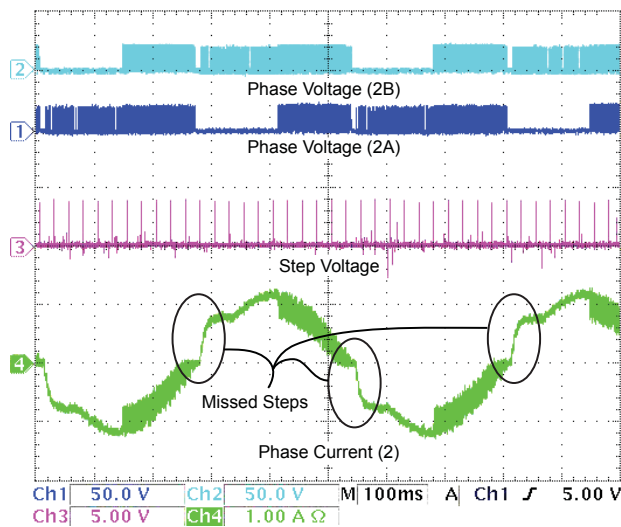 2
Phase Voltage (2B)
1
Phase Voltage (2A)
3
Step Voltage
4
Missed Steps
Phase Current (2)
Ch1 50.0 V Ch2 50.0 V M 100ms A Ch1 ʃ 5.00 V
Ch3 5.00 V Ch4 1.00 A Ω